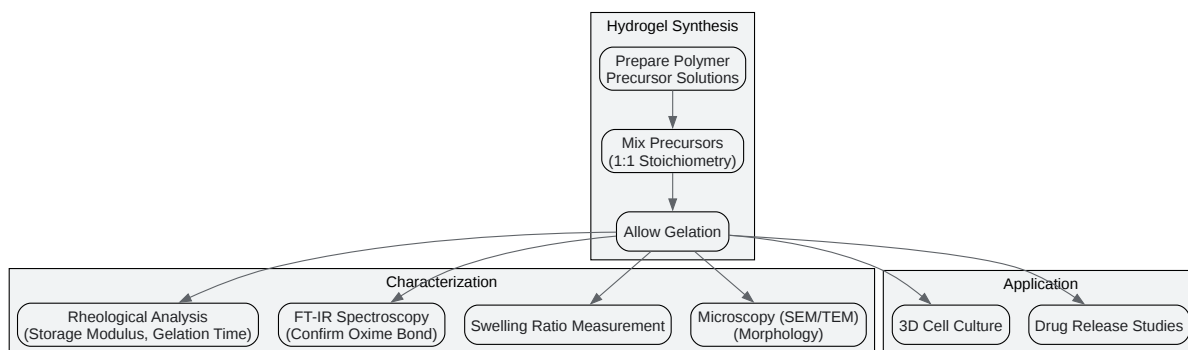 Hydrogel Synthesis
Prepare Polymer
Precursor Solutions
Mix Precursors
(1:1 Stoichiometry)
Allow Gelation
Characterization
Rheological Analysis
(Storage Modulus, Gelation Time)
FT-IR Spectroscopy
(Confirm Oxime Bond)
Swelling Ratio Measurement
Microscopy (SEM/TEM)
(Morphology)
Application
3D Cell Culture
Drug Release Studies